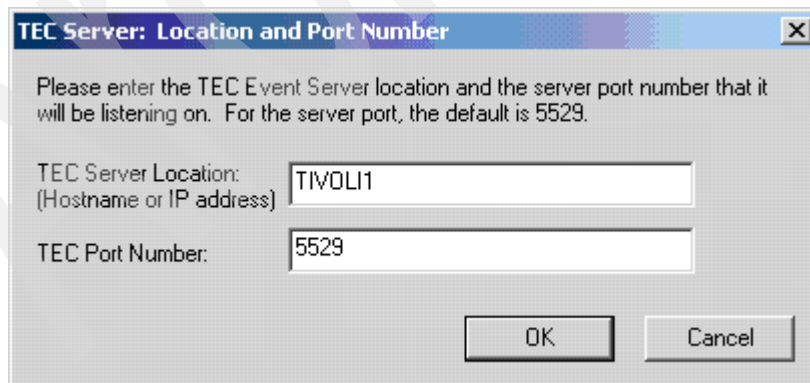 TEC Server: Location and Port Number
Please enter the TEC Event Server location and the server port number that it
will be listening on. For the server port, the default is 5529.
TEC Server Location:
(Hostname or IP address)
TIVOLI1
TEC Port Number:
5529
OK
Cancel